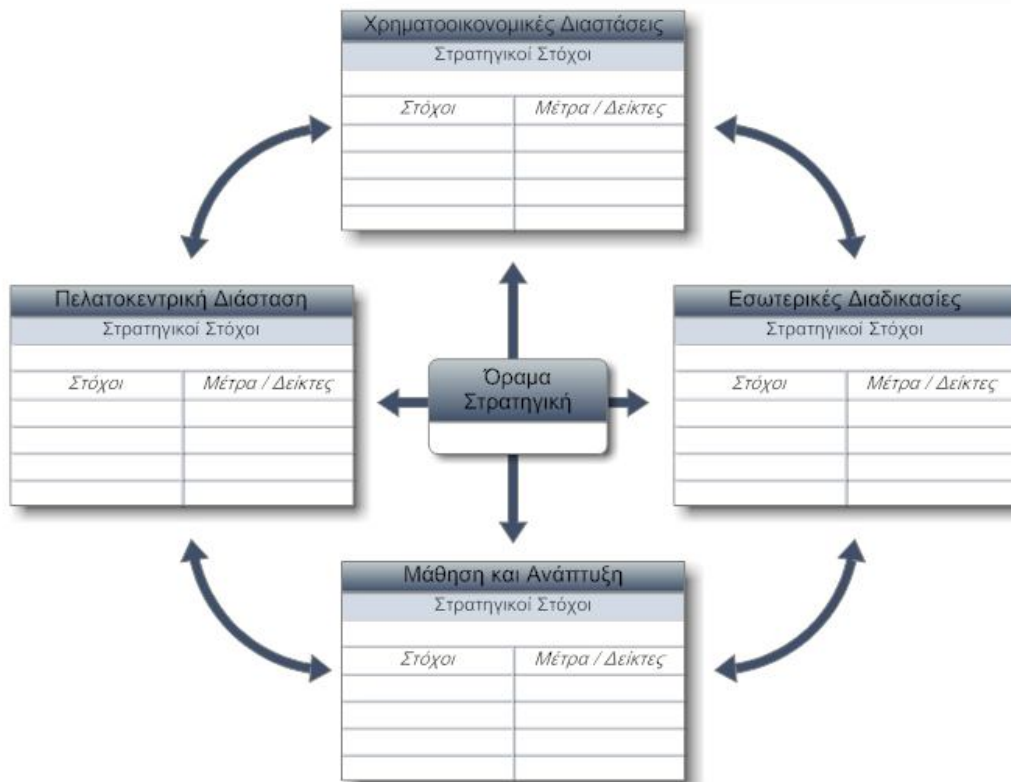 Χρηματοοικονομικές Διαστάσεις
Στρατηγικοί Στόχοι
Στόχοι Μέτρα / Δείκτες
Πελατοκεντρική Διάσταση
Στρατηγικοί Στόχοι
Στόχοι Μέτρα / Δείκτες
Όραμα
Στρατηγική
Εσωτερικές Διαδικασίες
Στρατηγικοί Στόχοι
Στόχοι Μέτρα / Δείκτες
Μάθηση και Ανάπτυξη
Στρατηγικοί Στόχοι
Στόχοι Μέτρα / Δείκτες